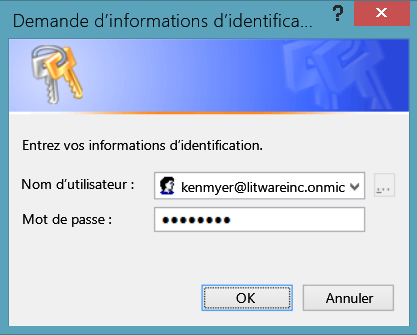 Demande d'informations d'identifica...
Entrez vos informations d'identification.
Nom d'utilisateur : kenmyer@litwareinc.onmic
Mot de passe : ●●●●●●●●
OK Annuler